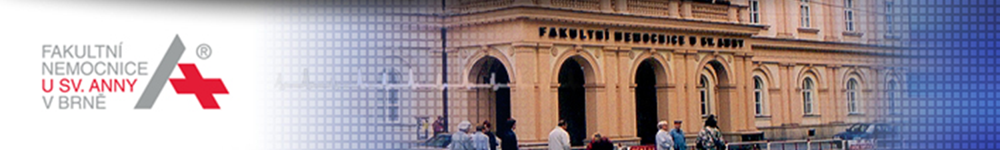 FAKULTNÍ
NEMOCNICE
U SV. ANNY
V BRNĚ
®
FAKULTNÍ NEMOCNICE U SV. ANNY